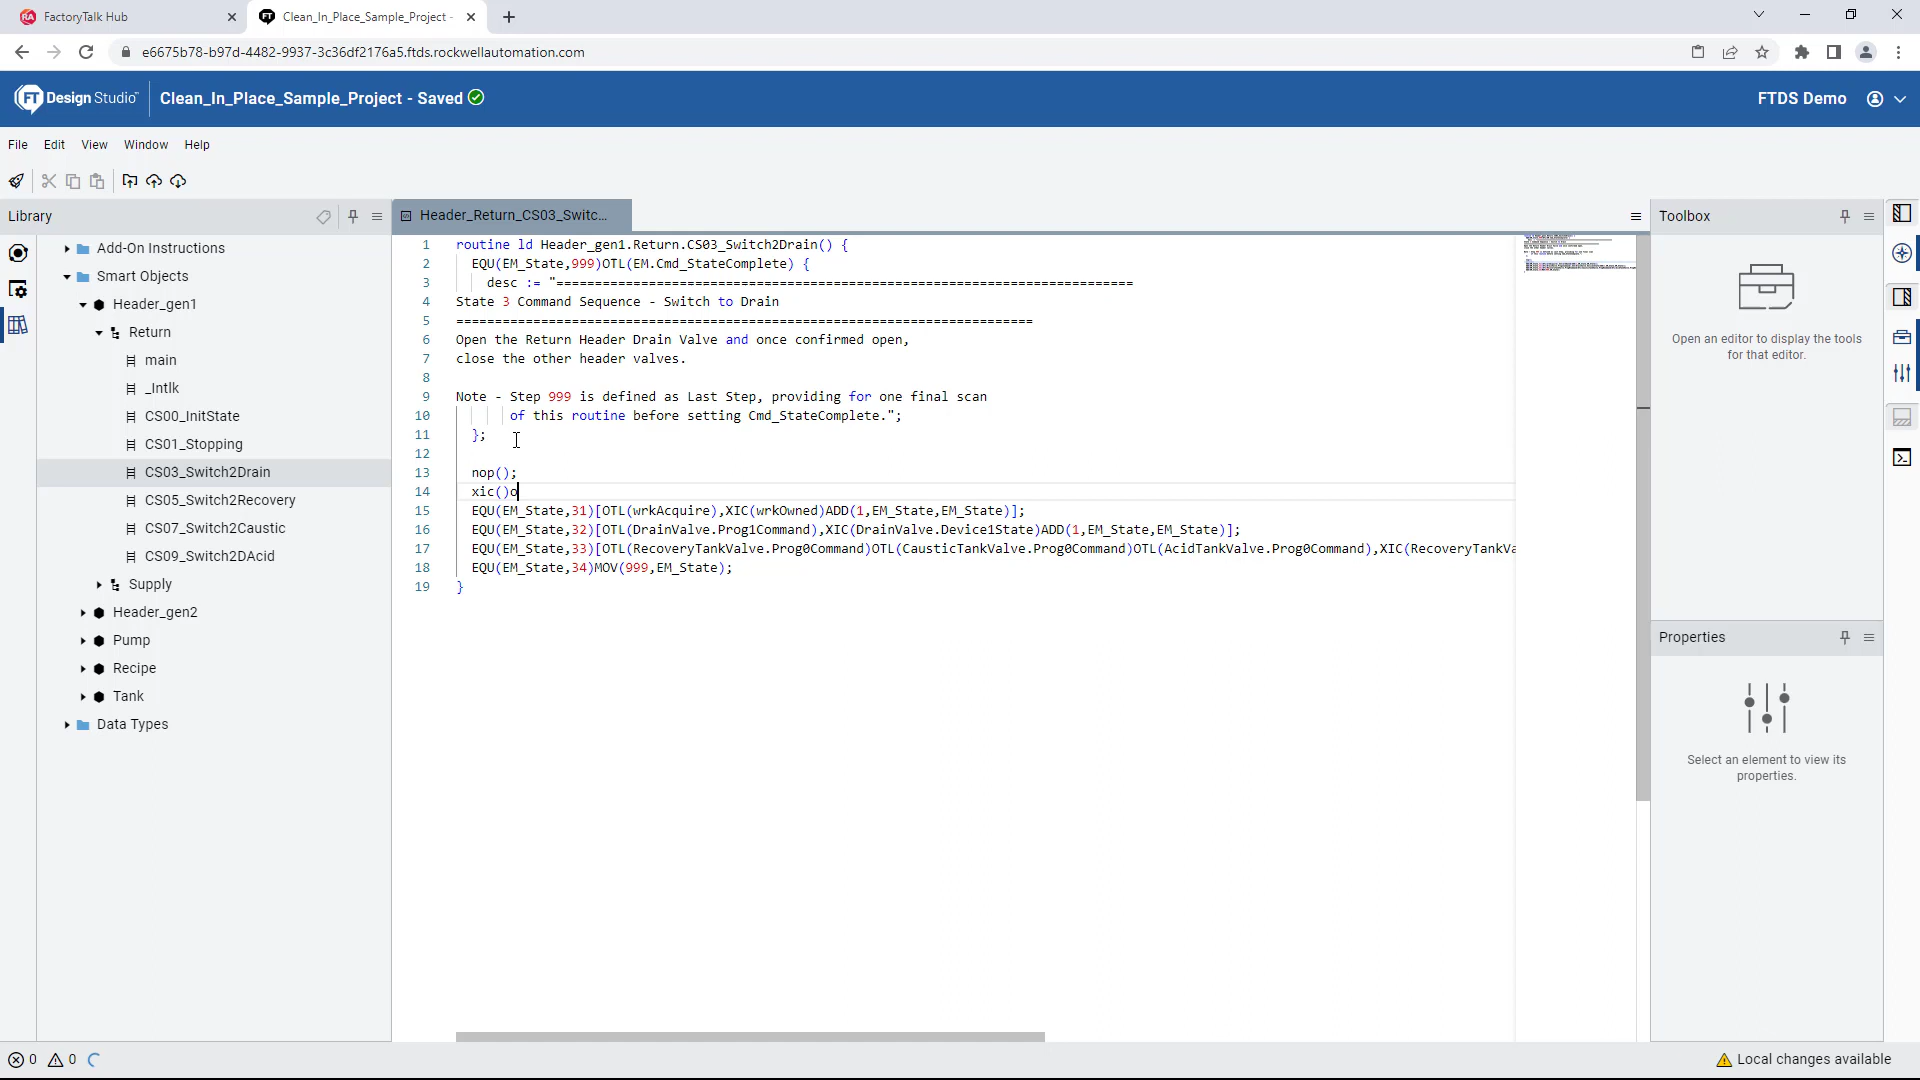 FactoryTalk Hub
Clean_In_Place_Sample_Project -
e6675b78-b97d-4482-9937-3c36df2176a5.ftds.rockwellautomation.com
FT Design Studio™
Clean_In_Place_Sample_Project - Saved
FTDS Demo
File Edit View Window Help
Library
Header_Return_CS03_Switc...
Toolbox
Add-On Instructions
Smart Objects
Header_gen1
Return
main
_Intlk
CS00_InitState
CS01_Stopping
CS03_Switch2Drain
CS05_Switch2Recovery
CS07_Switch2Caustic
CS09_Switch2DAcid
Supply
Header_gen2
Pump
Recipe
Tank
Data Types
1 routine ld Header_gen1.Return.CS03_Switch2Drain() {
2 EQU(EM_State,999)OTL(EM.Cmd_StateComplete) {
3 desc := "===========================================================================
4 State 3 Command Sequence - Switch to Drain
5 ===========================================================================
6 Open the Return Header Drain Valve and once confirmed open,
7 close the other header valves.
8
9 Note - Step 999 is defined as Last Step, providing for one final scan
10 of this routine before setting Cmd_StateComplete.";
11 };
12
13 nop();
14 xic()o
15 EQU(EM_State,31)[OTL(wrkAcquire),XIC(wrkOwned)ADD(1,EM_State,EM_State)];
16 EQU(EM_State,32)[OTL(DrainValve.Prog1Command),XIC(DrainValve.Device1State)ADD(1,EM_State,EM_State)];
17 EQU(EM_State,33)[OTL(RecoveryTankValve.Prog0Command)OTL(CausticTankValve.Prog0Command)OTL(AcidTankValve.Prog0Command),XIC(RecoveryTankVa
18 EQU(EM_State,34)MOV(999,EM_State);
19 }
Open an editor to display the tools
for that editor.
Properties
Select an element to view its
properties.
0 0
Local changes available